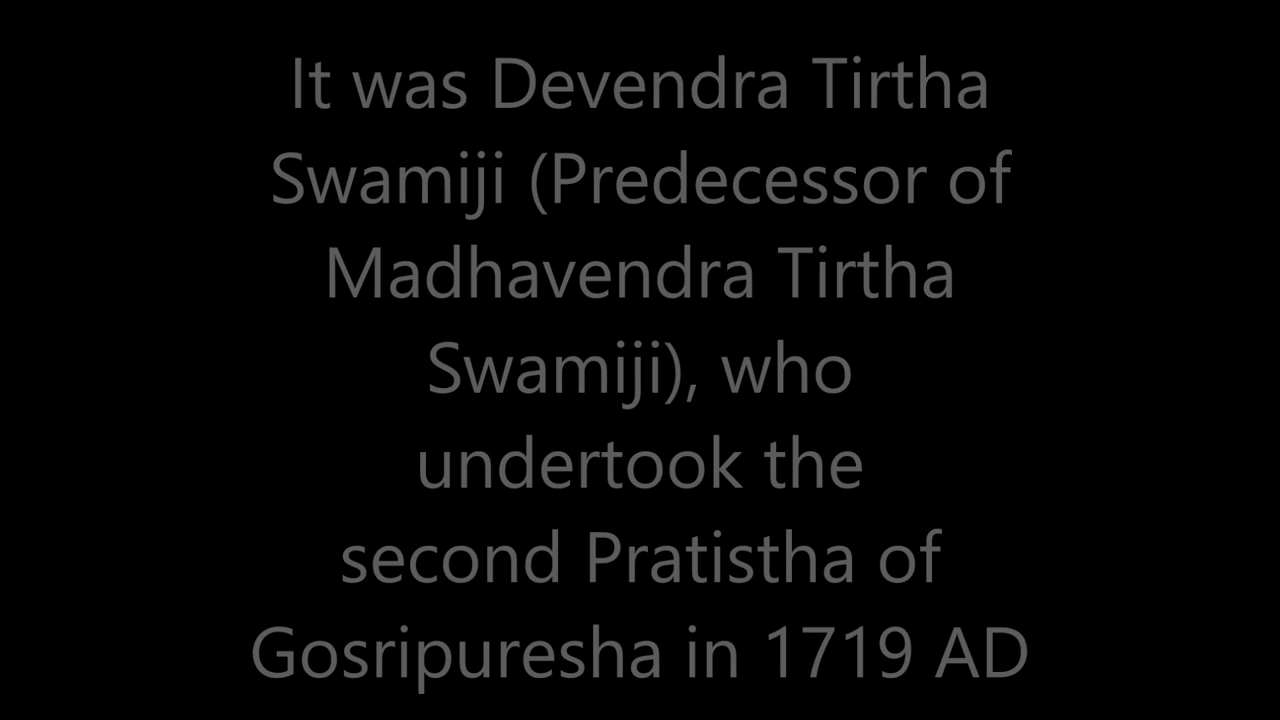 It was Devendra Tirtha
Swamiji (Predecessor of
Madhavendra Tirtha
Swamiji), who
undertook the
second Pratistha of
Gosripuresha in 1719 AD